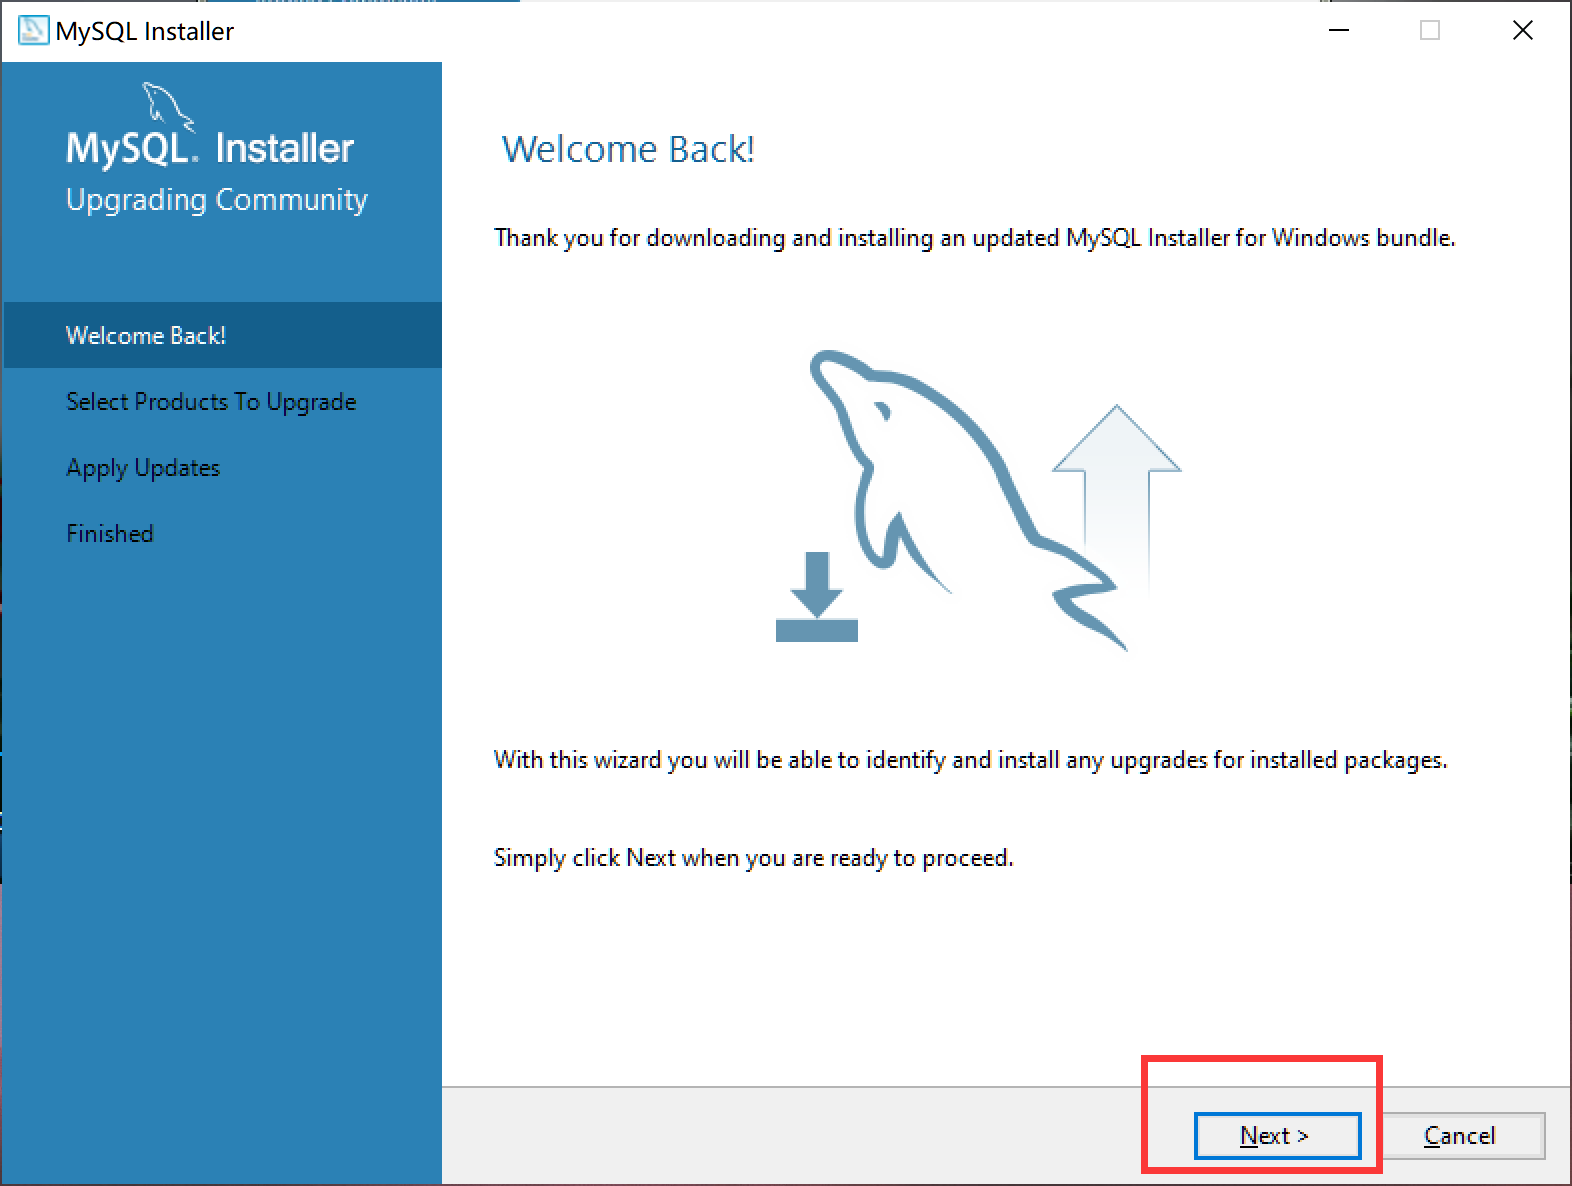 MySQL Installer
MySQL. Installer
Upgrading Community
Welcome Back!
Select Products To Upgrade
Apply Updates
Finished
Welcome Back!
Thank you for downloading and installing an updated MySQL Installer for Windows bundle.
With this wizard you will be able to identify and install any upgrades for installed packages.
Simply click Next when you are ready to proceed.
Next >
Cancel